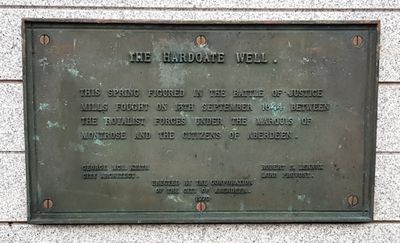 THE HARDGATE WELL.
THIS SPRING FIGURED IN THE BATTLE OF JUSTICE
MILLS FOUGHT ON 13TH SEPTEMBER 1644 BETWEEN
THE ROYALIST FORCES UNDER THE MARQUIS OF
MONTROSE AND THE CITIZENS OF ABERDEEN.
GEORGE MCI. KEITH
CITY ARCHITECT.
ROBERT S. LENNOX
LORD PROVOST.
ERECTED BY THE CORPORATION
OF THE CITY OF ABERDEEN.